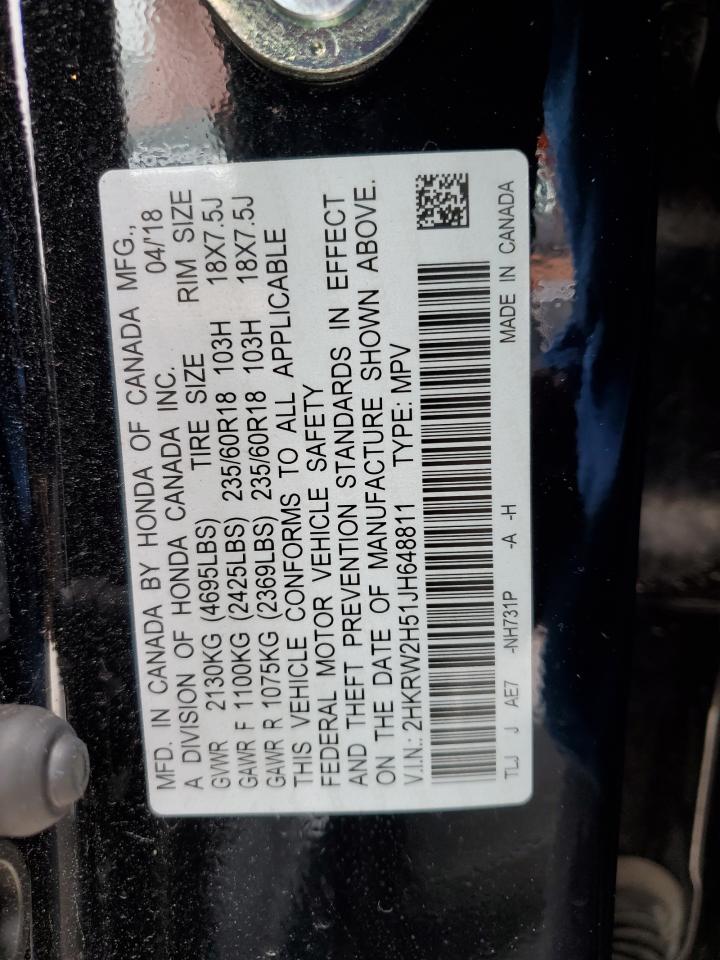 MFD. IN CANADA BY HONDA OF CANADA MFG.,
A DIVISION OF HONDA CANADA INC. 04/'18
GVWR 2130KG (4695LBS) TIRE SIZE RIM SIZE
GAWR F 1100KG (2425LBS) 235/60R18 103H 18X7.5J
GAWR R 1075KG (2369LBS) 235/60R18 103H 18X7.5J
THIS VEHICLE CONFORMS TO ALL APPLICABLE
FEDERAL MOTOR VEHICLE SAFETY
AND THEFT PREVENTION STANDARDS IN EFFECT
ON THE DATE OF MANUFACTURE SHOWN ABOVE.
V.I.N.: 2HKRW2H51JH648811 TYPE: MPV
TLJ J AE7 -NH731P -A -H MADE IN CANADA